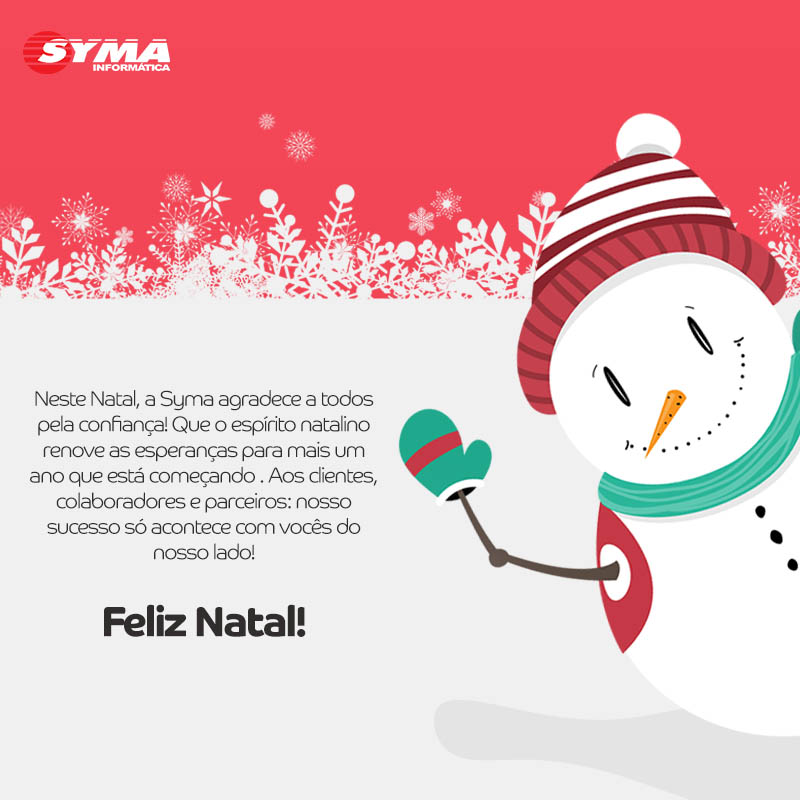 SYMA
INFORMÁTICA
Neste Natal, a Syma agradece a todos
pela confiança! Que o espírito natalino
renove as esperanças para mais um
ano que está começando . Aos clientes,
colaboradores e parceiros: nosso
sucesso só acontece com vocês do
nosso lado!
Feliz Natal!